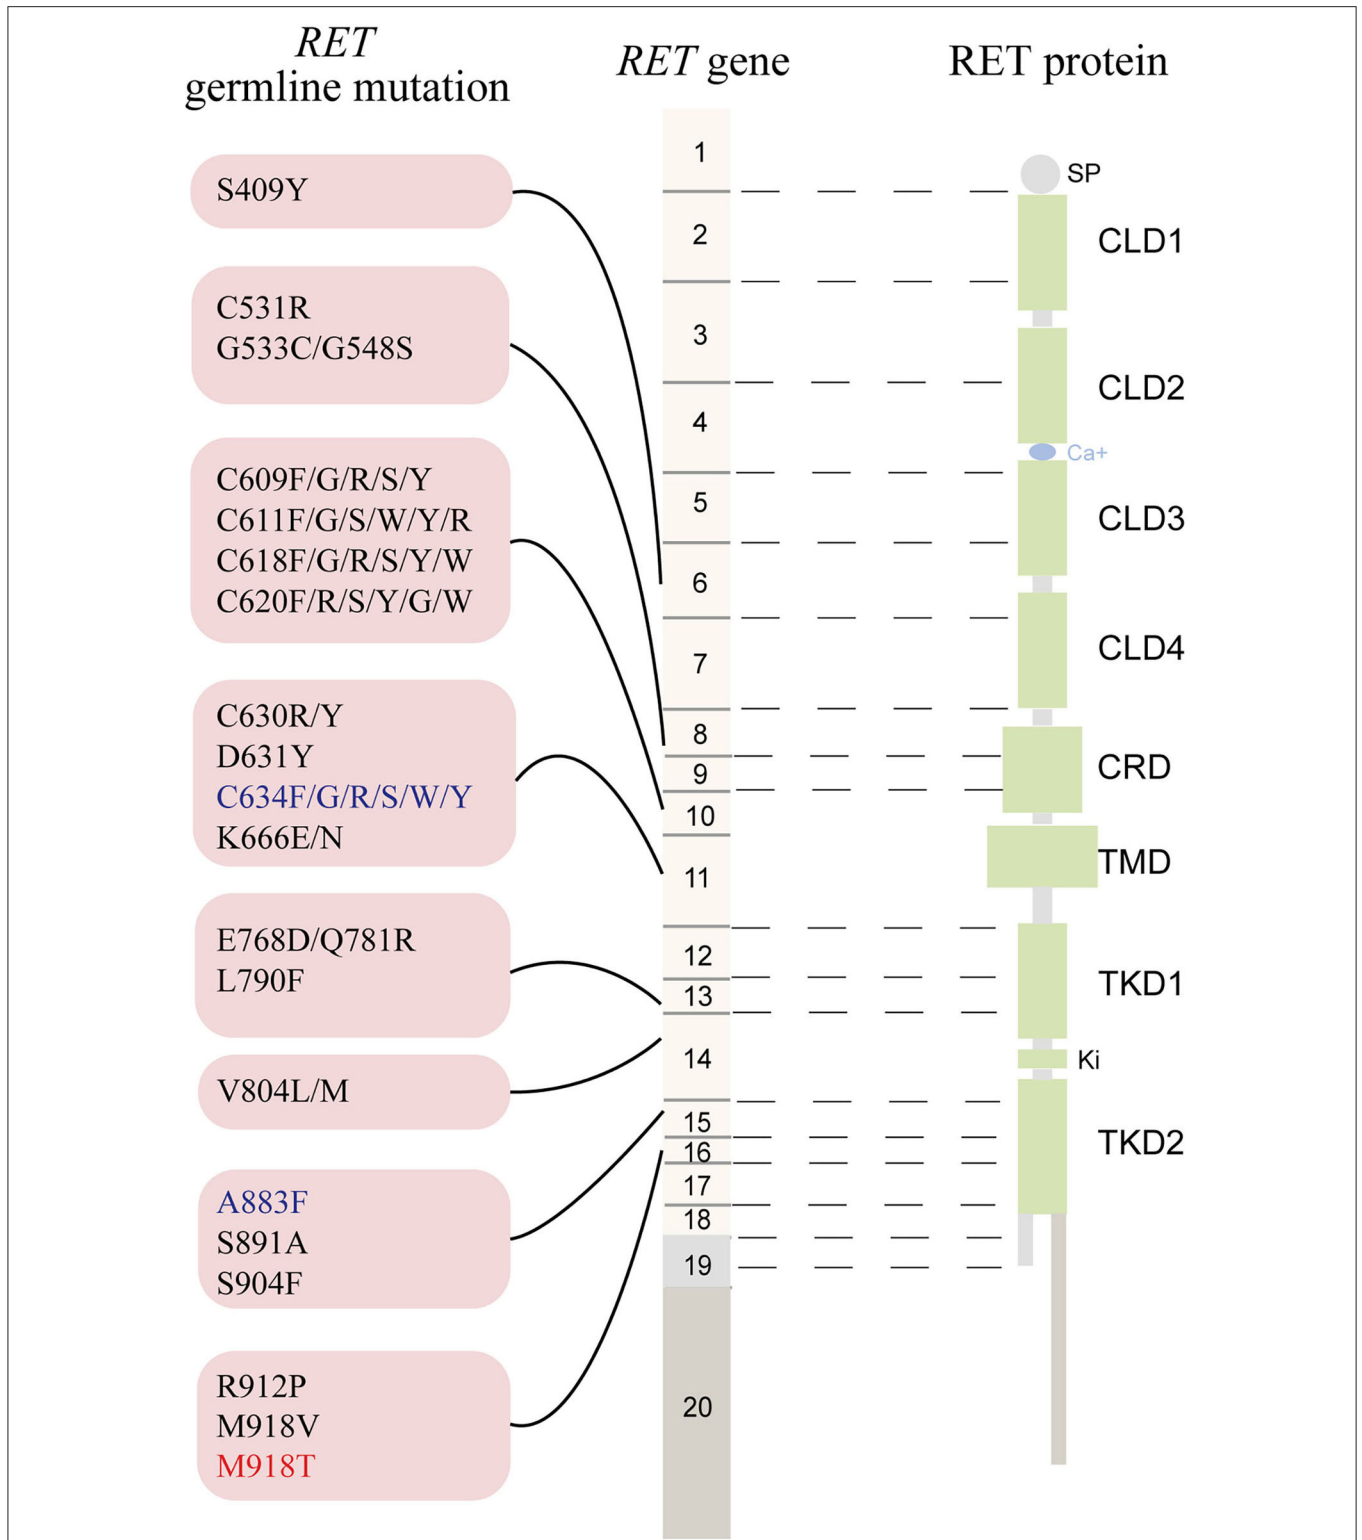 RET
germline mutation
RET gene
RET protein
S409Y
C531R
G533C/G548S
C609F/G/R/S/Y
C611F/G/S/W/Y/R
C618F/G/R/S/Y/W
C620F/R/S/Y/G/W
C630R/Y
D631Y
C634F/G/R/S/W/Y
K666E/N
E768D/Q781R
L790F
V804L/M
A883F
S891A
S904F
R912P
M918V
M918T
1
2
3
4
5
6
7
8
9
10
11
12
13
14
15
16
17
18
19
20
SP
CLD1
CLD2
Ca+
CLD3
CLD4
CRD
TMD
TKD1
Ki
TKD2